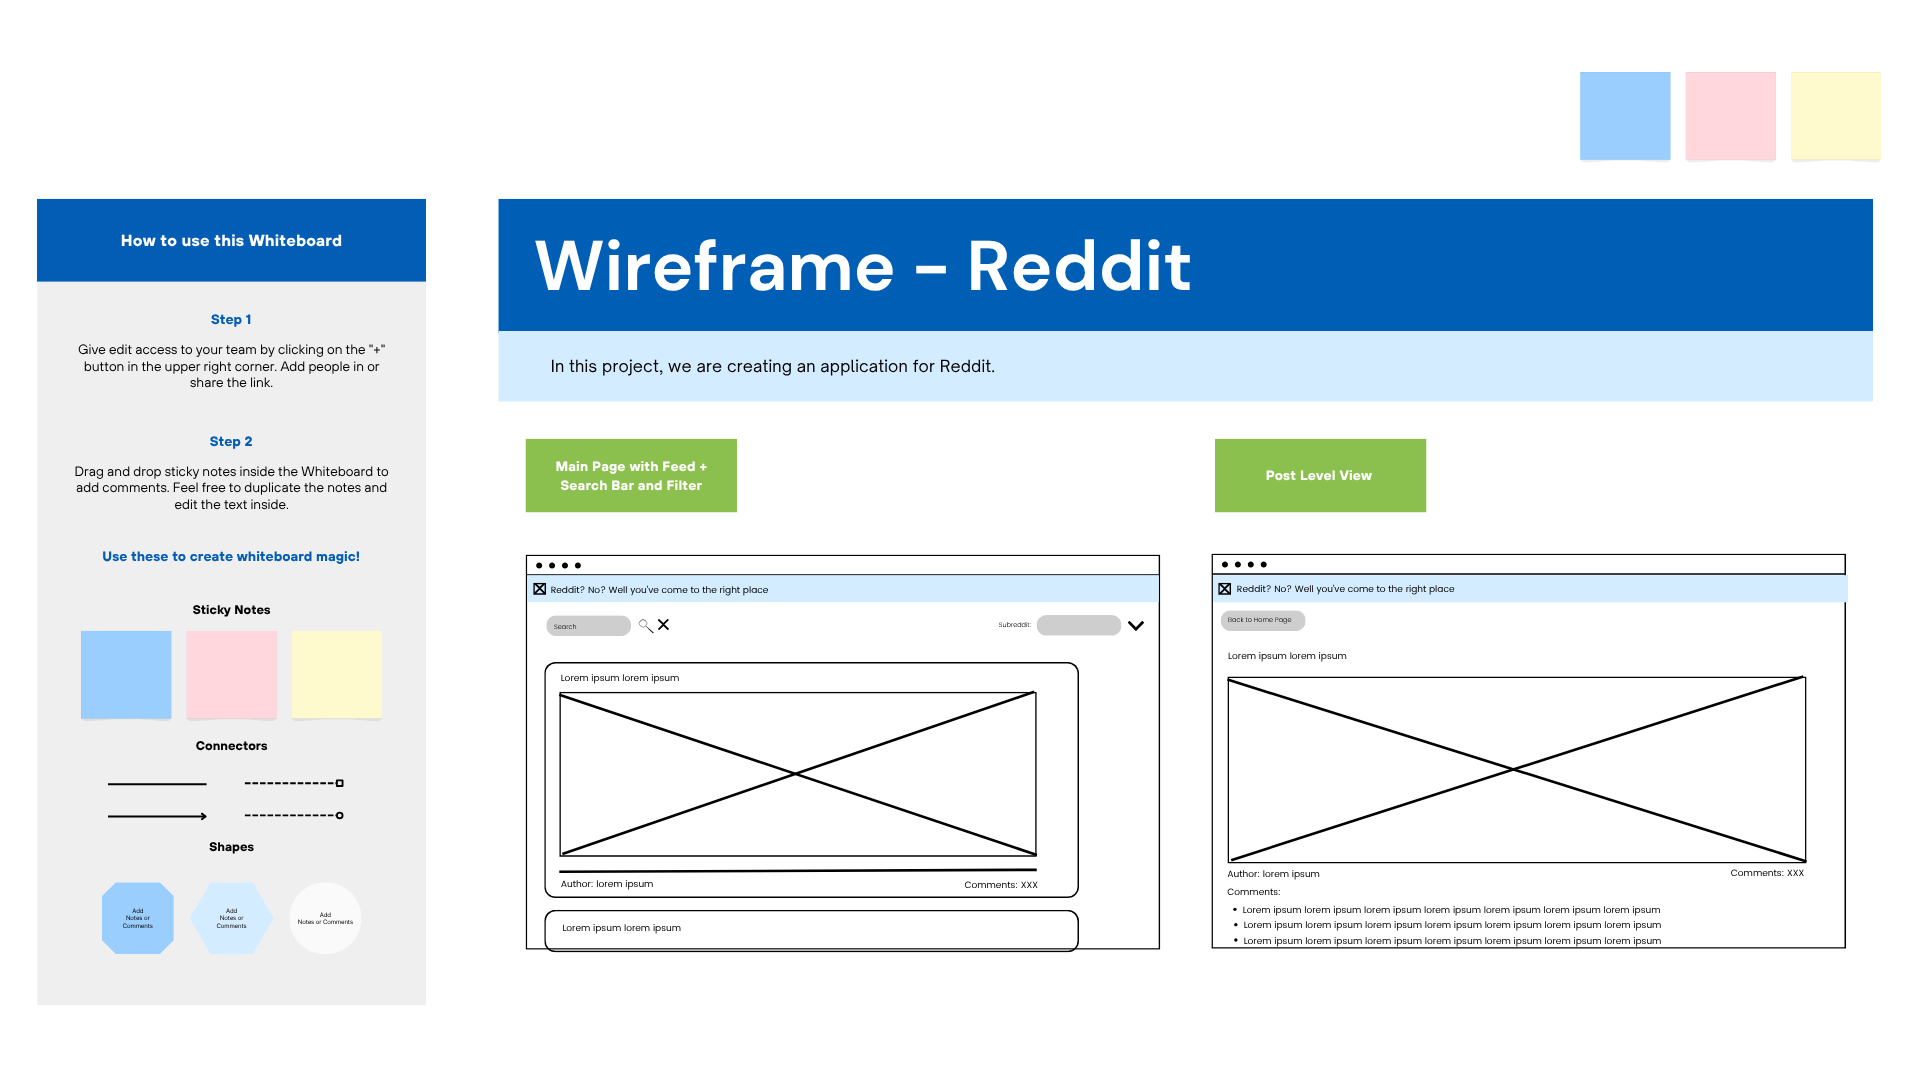 How to use this Whiteboard
Step 1
Give edit access to your team by clicking on the "+"
button in the upper right corner. Add people in or
share the link.
Step 2
Drag and drop sticky notes inside the Whiteboard to
add comments. Feel free to duplicate the notes and
edit the text inside.
Use these to create whiteboard magic!
Sticky Notes
Connectors
Shapes
Add
Notes or
Comments
Add
Notes or
Comments
Add
Notes or Comments
Wireframe - Reddit
In this project, we are creating an application for Reddit.
Main Page with Feed +
Search Bar and Filter
Reddit? No? Well you've come to the right place
Search
Subreddit:
Lorem ipsum lorem ipsum
Author: lorem ipsum
Comments: XXX
Lorem ipsum lorem ipsum
Post Level View
Reddit? No? Well you've come to the right place
Back to Home Page
Lorem ipsum lorem ipsum
Author: lorem ipsum
Comments: XXX
Comments:
• Lorem ipsum lorem ipsum lorem ipsum lorem ipsum lorem ipsum lorem ipsum lorem ipsum
• Lorem ipsum lorem ipsum lorem ipsum lorem ipsum lorem ipsum lorem ipsum lorem ipsum
• Lorem ipsum lorem ipsum lorem ipsum lorem ipsum lorem ipsum lorem ipsum lorem ipsum